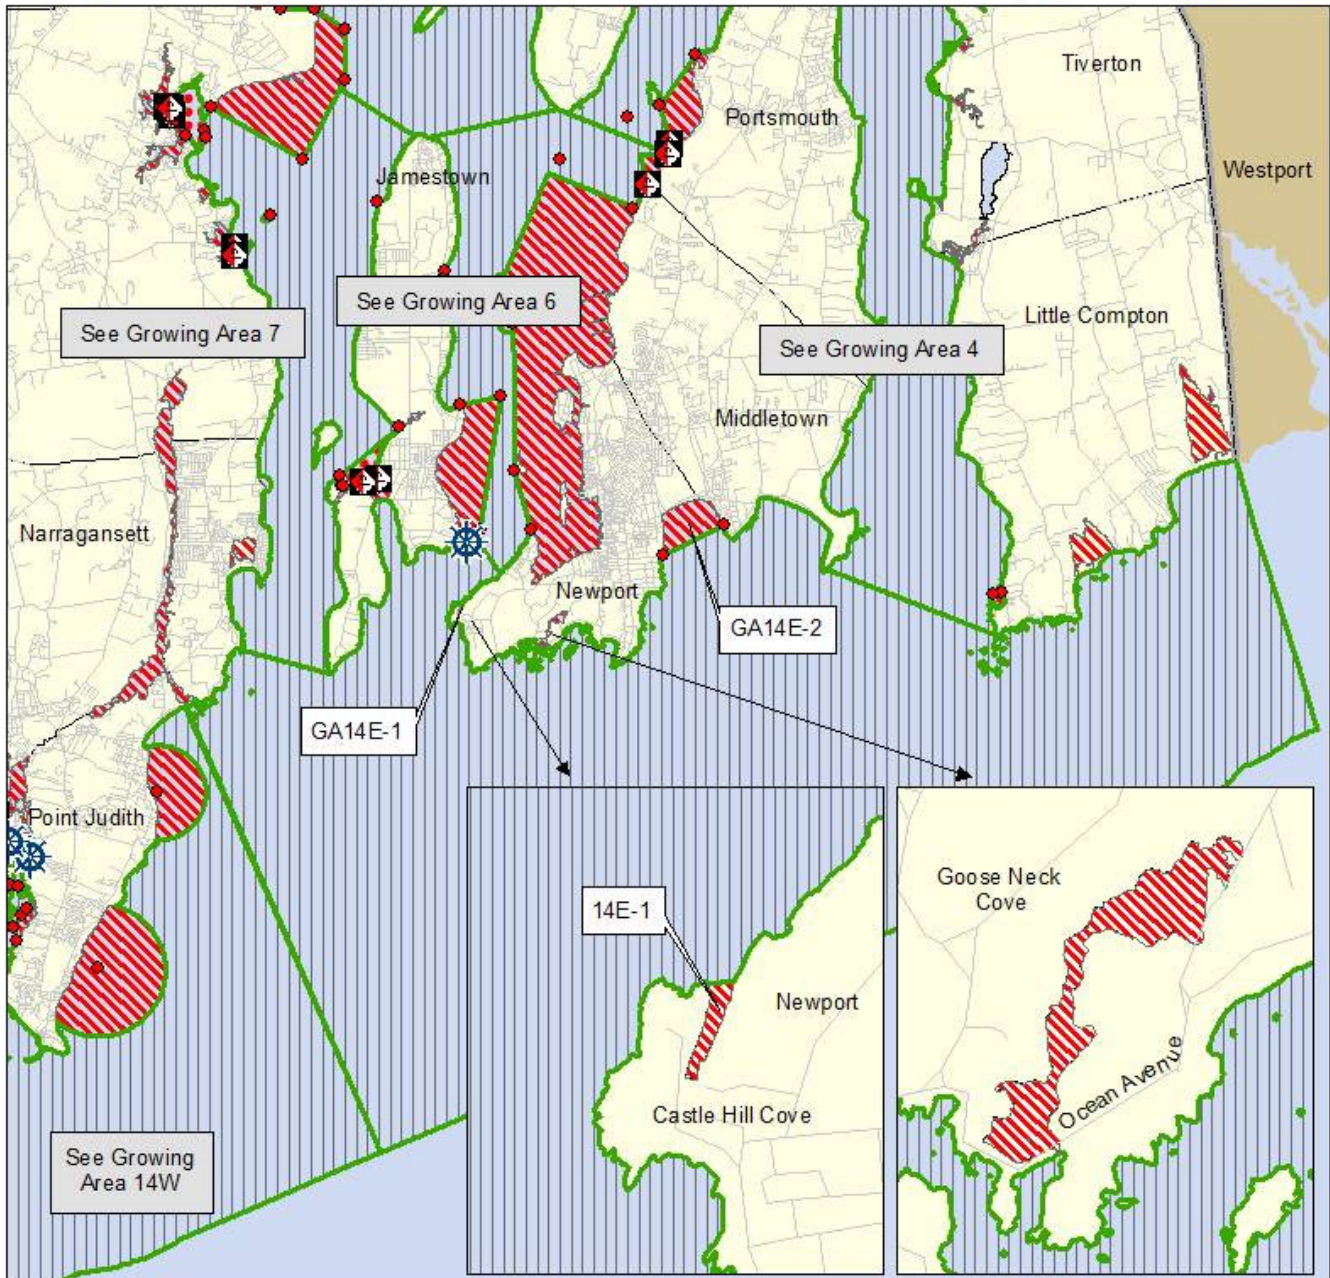 Tiverton
Portsmouth
Westport
Jamestown
See Growing Area 6
Little Compton
See Growing Area 7
See Growing Area 4
Middletown
Narragansett
Newport
GA14E-2
GA14E-1
Point Judith
Goose Neck
Cove
14E-1
Newport
Ocean Avenue
Castle Hill Cove
See Growing
Area 14W